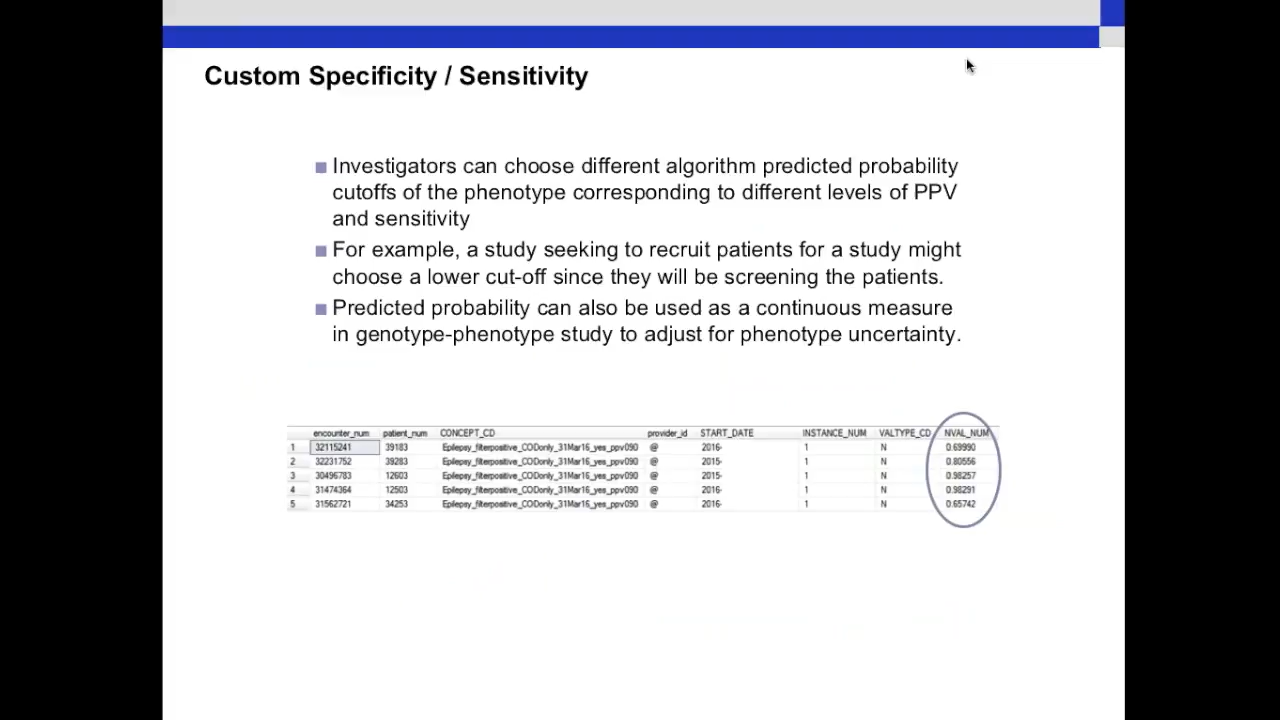 Custom Specificity / Sensitivity
Investigators can choose different algorithm predicted probability
cutoffs of the phenotype corresponding to different levels of PPV
and sensitivity
For example, a study seeking to recruit patients for a study might
choose a lower cut-off since they will be screening the patients.
Predicted probability can also be used as a continuous measure
in genotype-phenotype study to adjust for phenotype uncertainty.
encounter_num patient_num CONCEPT_CD provider_id START_DATE INSTANCE_NUM VALTYPE_CD NVAL_NUM
1 32115241 39183 Epilepsy_filterpositive_CODonly_31Mar16_yes_ppv090 @ 2016- 1 N 0.69990
2 32231752 39283 Epilepsy_filterpositive_CODonly_31Mar16_yes_ppv090 @ 2015- 1 N 0.80556
3 30496783 12603 Epilepsy_filterpositive_CODonly_31Mar16_yes_ppv090 @ 2015- 1 N 0.98257
4 31474364 12503 Epilepsy_filterpositive_CODonly_31Mar16_yes_ppv090 @ 2016- 1 N 0.98291
5 31562721 34253 Epilepsy_filterpositive_CODonly_31Mar16_yes_ppv090 @ 2016- 1 N 0.65742